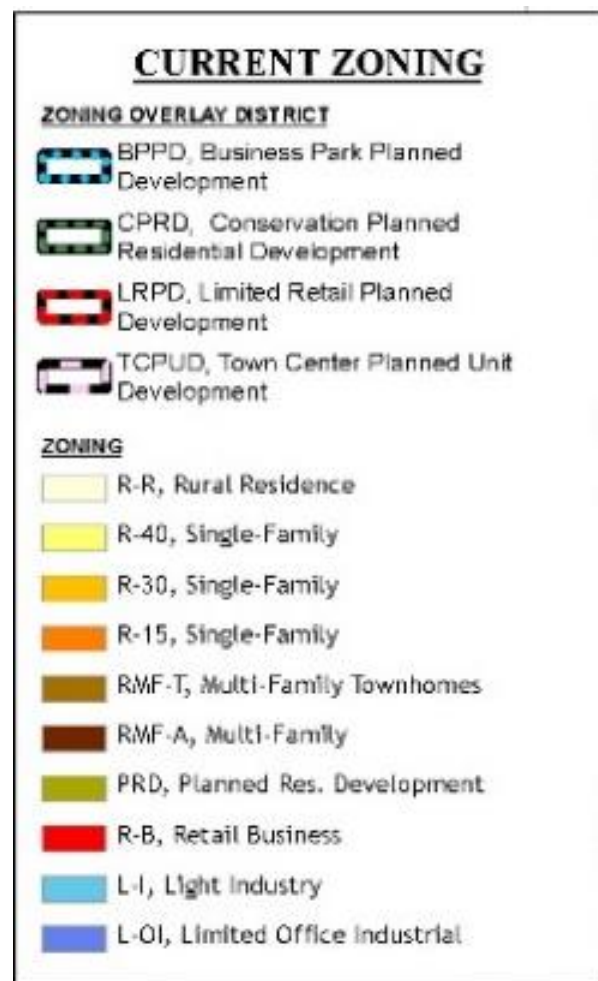 CURRENT ZONING
ZONING OVERLAY DISTRICT
BPPD, Business Park Planned
Development
CPRD, Conservation Planned
Residential Development
LRPD, Limited Retail Planned
Development
TCPUD, Town Center Planned Unit
Development
ZONING
R-R, Rural Residence
R-40, Single-Family
R-30, Single-Family
R-15, Single-Family
RMF-T, Multi-Family Townhomes
RMF-A, Multi-Family
PRD, Planned Res. Development
R-B, Retail Business
L-I, Light Industry
L-OI, Limited Office Industrial